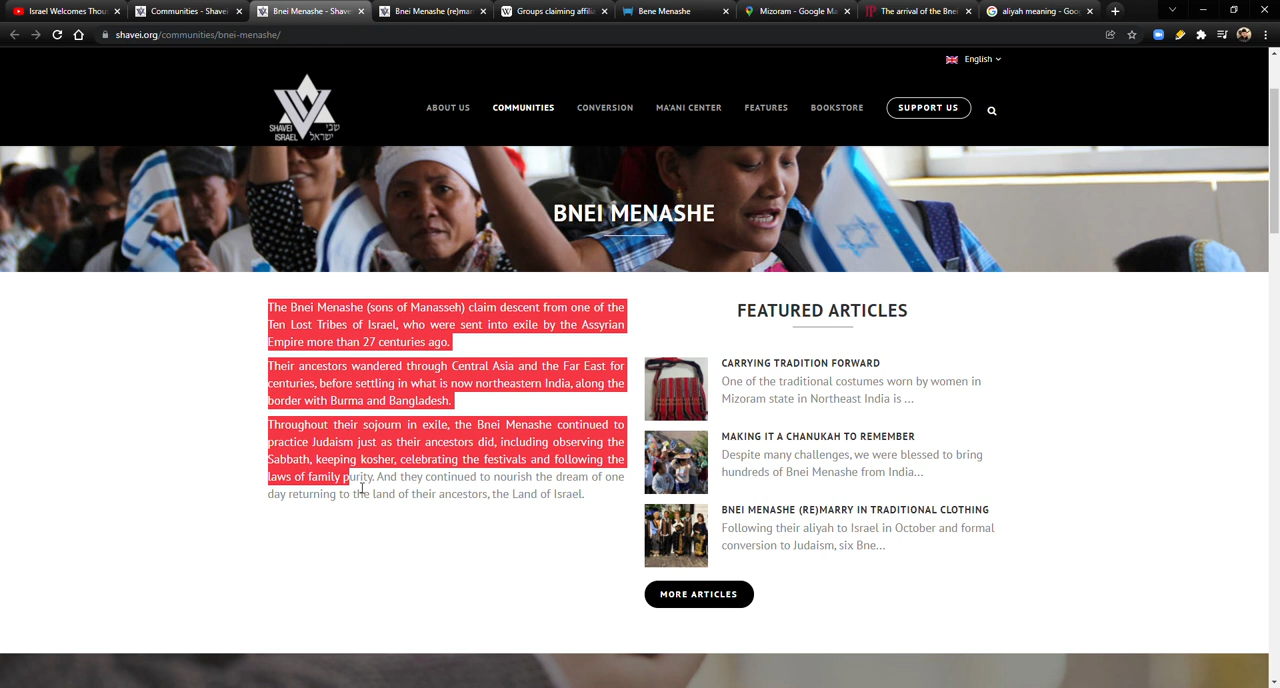 Israel Welcomes Thou
Communities - Shavei
Bnei Menashe - Shave
Bnei Menashe (re)mar
Groups claiming affilia
Bene Menashe
Mizoram - Google Ma
The arrival of the Bnei
aliyah meaning - Goog
shavei.org/communities/bnei-menashe/
English
SHAVEI ISRAEL
שבי ישראל
ABOUT US
COMMUNITIES
CONVERSION
MA'ANI CENTER
FEATURES
BOOKSTORE
SUPPORT US
BNEI MENASHE
The Bnei Menashe (sons of Manasseh) claim descent from one of the
Ten Lost Tribes of Israel, who were sent into exile by the Assyrian
Empire more than 27 centuries ago.
Their ancestors wandered through Central Asia and the Far East for
centuries, before settling in what is now northeastern India, along the
border with Burma and Bangladesh.
Throughout their sojourn in exile, the Bnei Menashe continued to
practice Judaism just as their ancestors did, including observing the
Sabbath, keeping kosher, celebrating the festivals and following the
laws of family purity. And they continued to nourish the dream of one
day returning to the land of their ancestors, the Land of Israel.
FEATURED ARTICLES
CARRYING TRADITION FORWARD
One of the traditional costumes worn by women in
Mizoram state in Northeast India is ...
MAKING IT A CHANUKAH TO REMEMBER
Despite many challenges, we were blessed to bring
hundreds of Bnei Menashe from India...
BNEI MENASHE (RE)MARRY IN TRADITIONAL CLOTHING
Following their aliyah to Israel in October and formal
conversion to Judaism, six Bne...
MORE ARTICLES